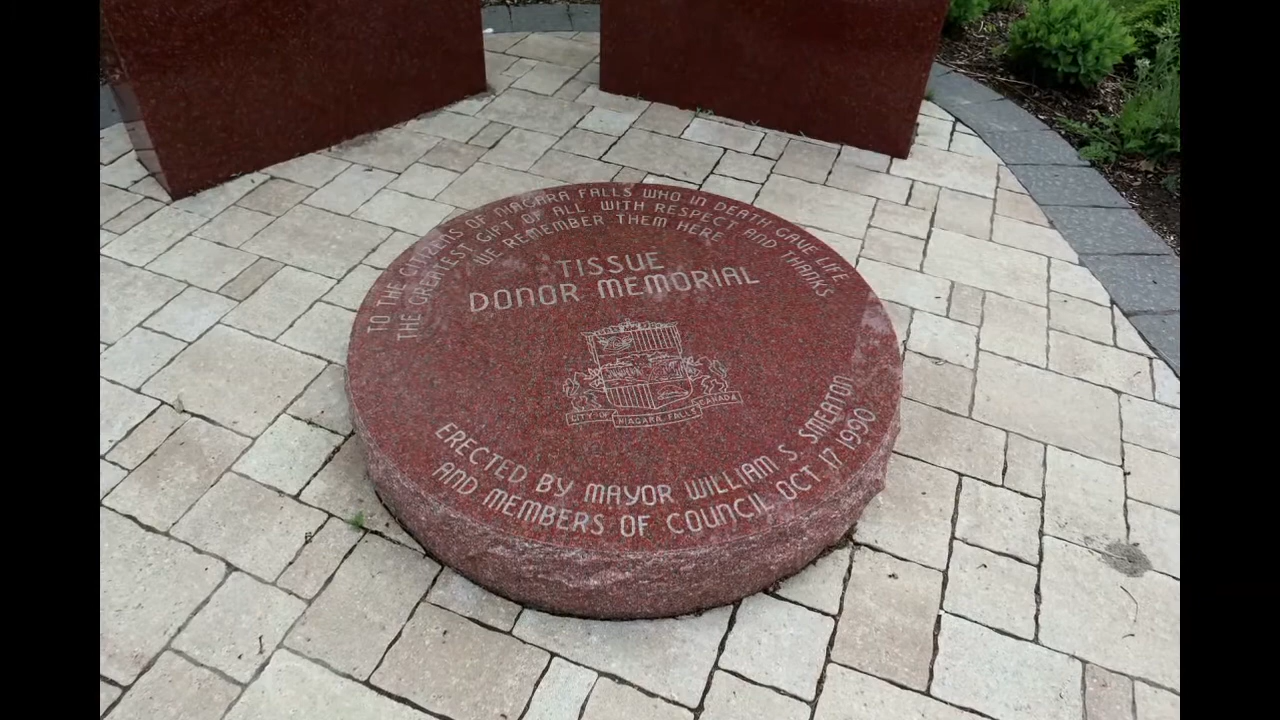 TO THE CITIZENS OF NIAGARA FALLS WHO IN DEATH GAVE LIFE
THE GREATEST GIFT OF ALL. WITH RESPECT AND THANKS
WE REMEMBER THEM HERE
TISSUE
DONOR MEMORIAL
CITY OF NIAGARA FALLS CANADA
ERECTED BY MAYOR WILLIAM S. SMEATON
AND MEMBERS OF COUNCIL OCT 17 1990